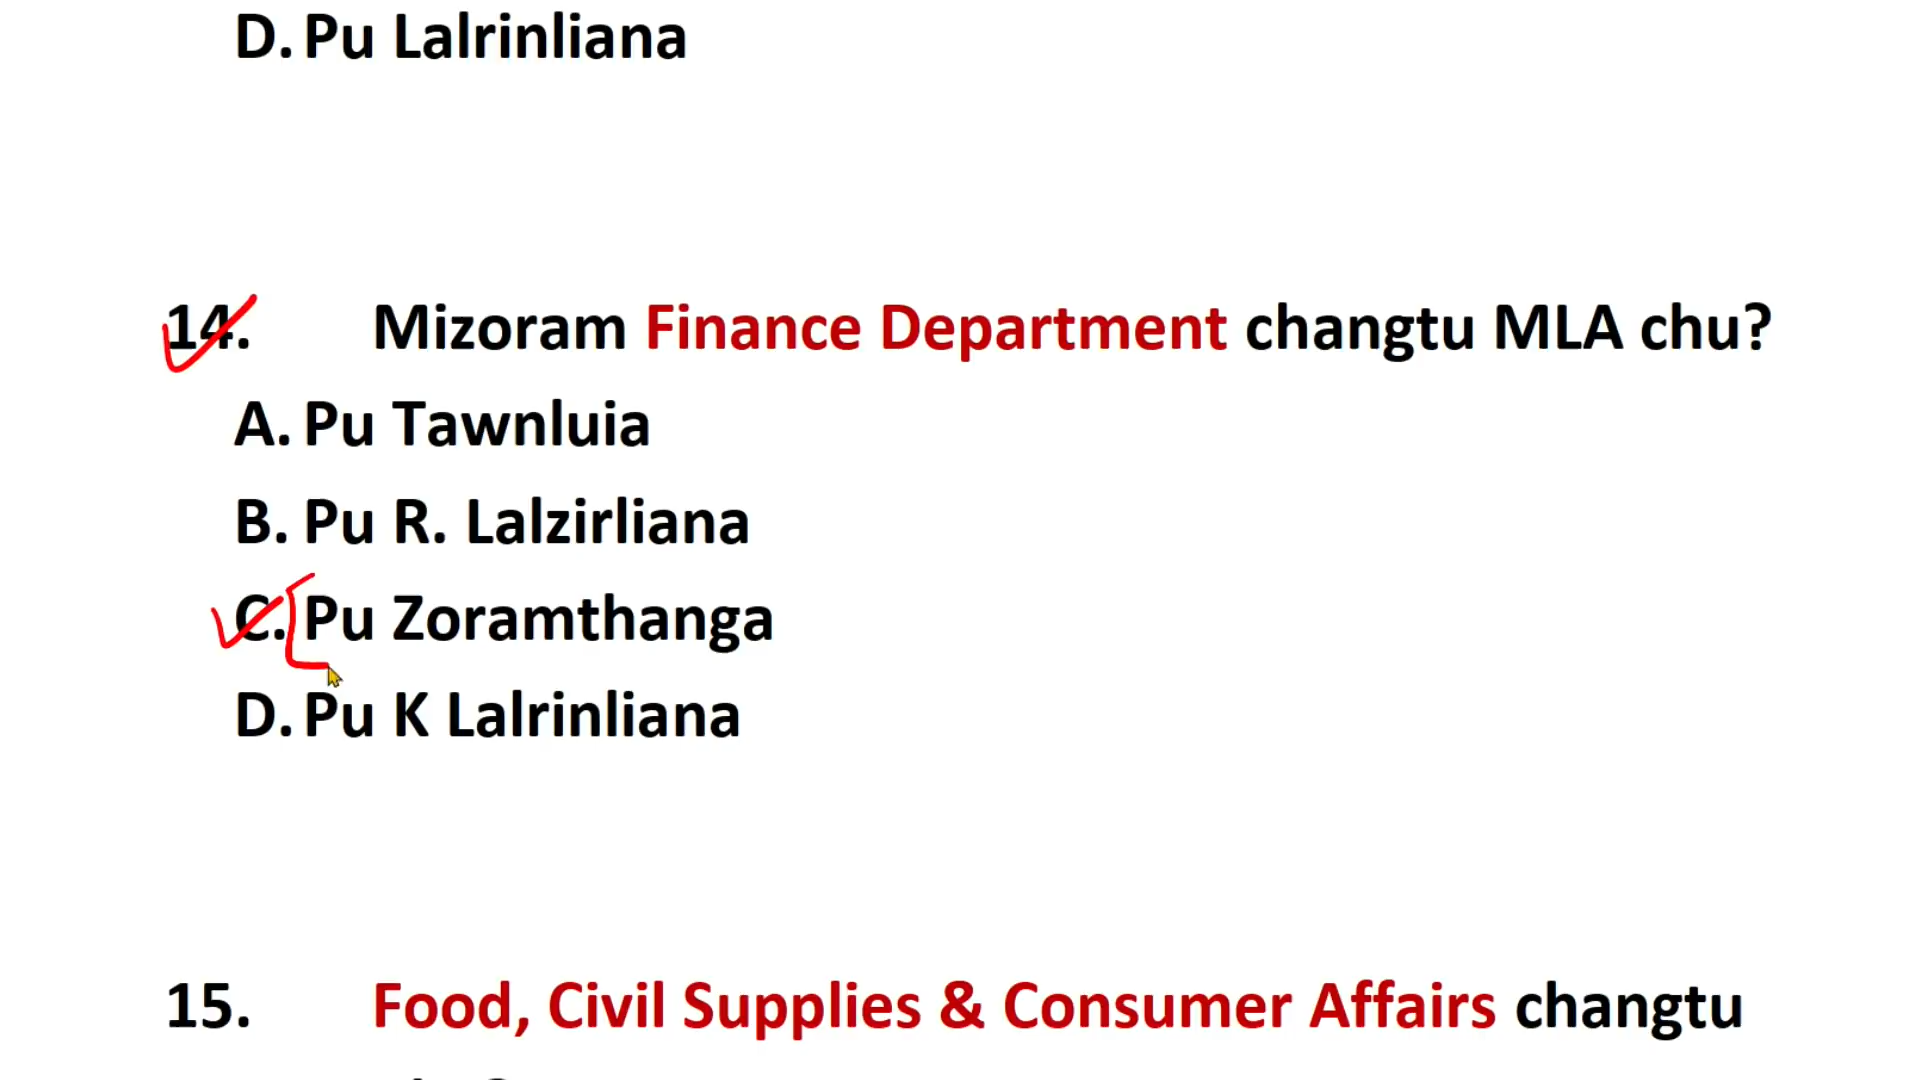 D. Pu Lalrinliana
14. Mizoram Finance Department changtu MLA chu?
A. Pu Tawnluia
B. Pu R. Lalzirliana
C. Pu Zoramthanga
D. Pu K Lalrinliana
15. Food, Civil Supplies & Consumer Affairs changtu